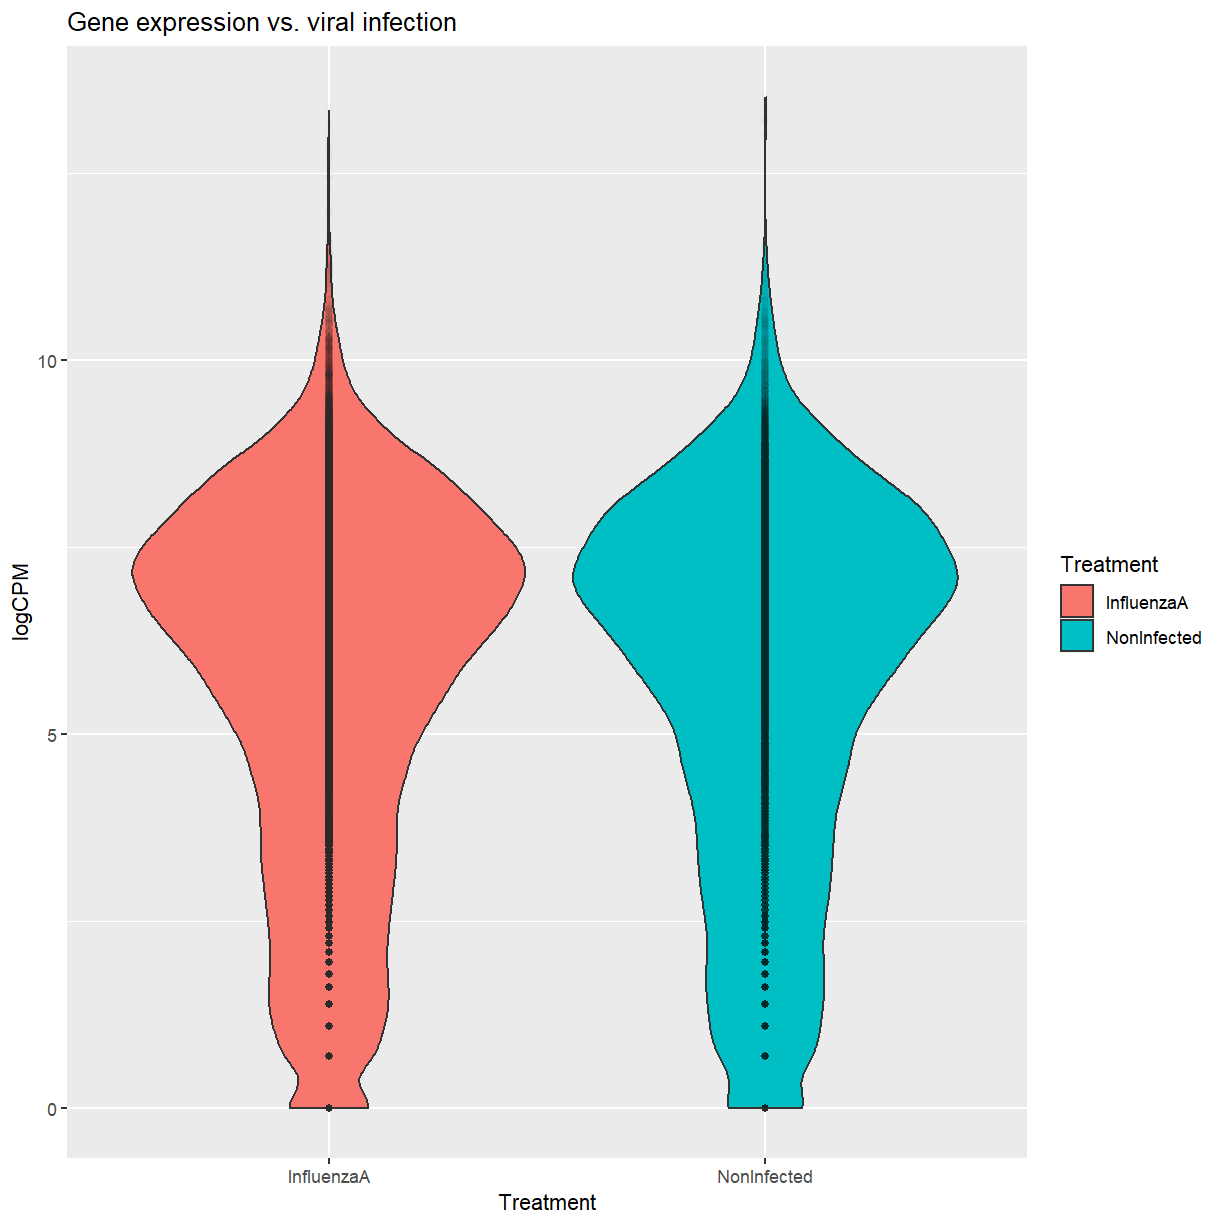 Gene expression vs. viral infection
logCPM
10
5
0
InfluenzaA
NonInfected
Treatment
Treatment
InfluenzaA
NonInfected